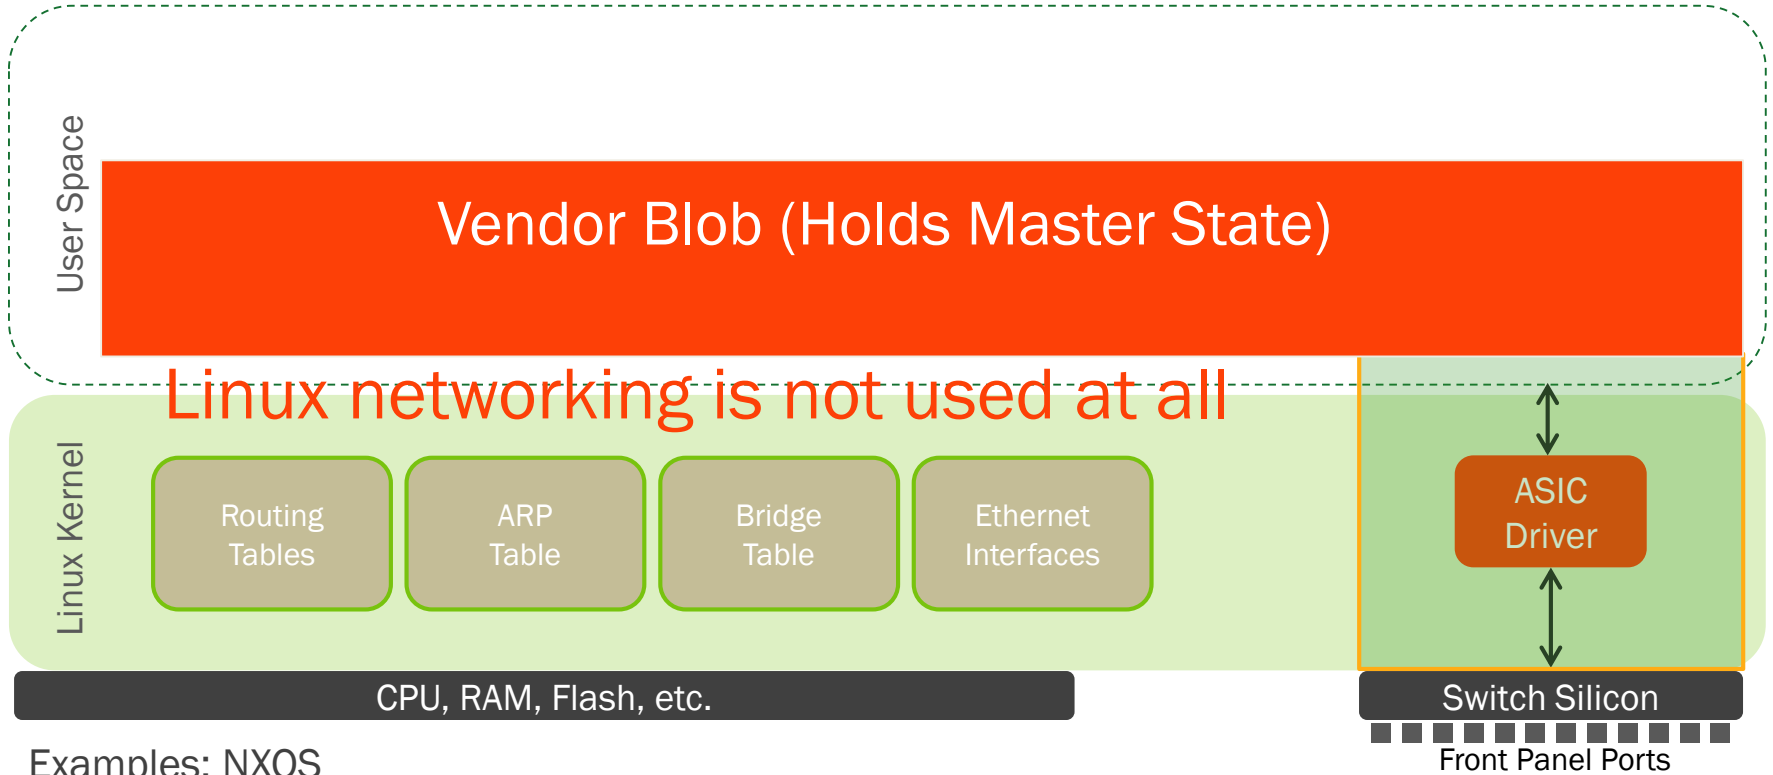 User Space
Vendor Blob (Holds Master State)
Linux networking is not used at all
Linux Kernel
Routing
Tables
ARP
Table
Bridge
Table
Ethernet
Interfaces
ASIC
Driver
CPU, RAM, Flash, etc.
Switch Silicon
Front Panel Ports
Examples: NXOS